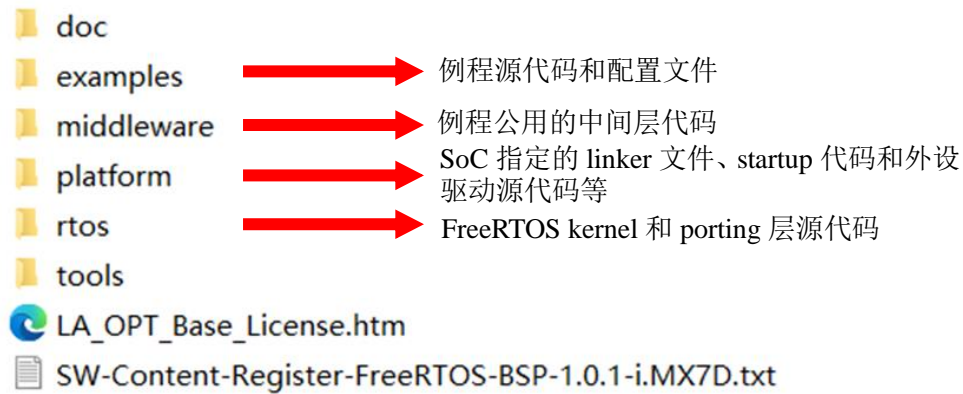 doc
examples 例程源代码和配置文件
middleware 例程公用的中间层代码
platform SoC 指定的 linker 文件、startup 代码和外设
驱动源代码等
rtos FreeRTOS kernel 和 porting 层源代码
tools
LA_OPT_Base_License.htm
SW-Content-Register-FreeRTOS-BSP-1.0.1-i.MX7D.txt